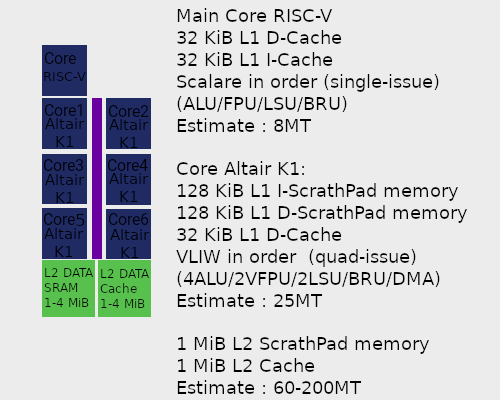 Core
RISC-V
Core1
Altair
K1
Core2
Altair
K1
Core3
Altair
K1
Core4
Altair
K1
Core5
Altair
K1
Core6
Altair
K1
L2 DATA
SRAM
1-4 MiB
L2 DATA
Cache
1-4 MiB
Main Core RISC-V
32 KiB L1 D-Cache
32 KiB L1 I-Cache
Scalare in order (single-issue)
(ALU/FPU/LSU/BRU)
Estimate : 8MT
Core Altair K1:
128 KiB L1 I-ScrathPad memory
128 KiB L1 D-ScrathPad memory
32 KiB L1 D-Cache
VLIW in order  (quad-issue)
(4ALU/2VFPU/2LSU/BRU/DMA)
Estimate : 25MT
1 MiB L2 ScrathPad memory
1 MiB L2 Cache
Estimate : 60-200MT